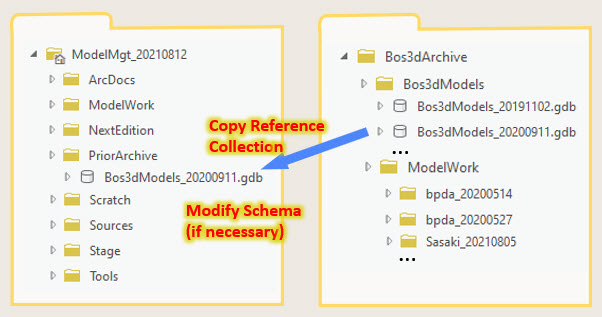 ModelMgt_20210812
ArcDocs
ModelWork
NextEdition
PriorArchive
Bos3dModels_20200911.gdb
Scratch
Sources
Stage
Tools
Copy Reference
Collection
Modify Schema
(if necessary)
Bos3dArchive
Bos3dModels
Bos3dModels_20191102.gdb
Bos3dModels_20200911.gdb
...
ModelWork
bpda_20200514
bpda_20200527
Sasaki_20210805
...